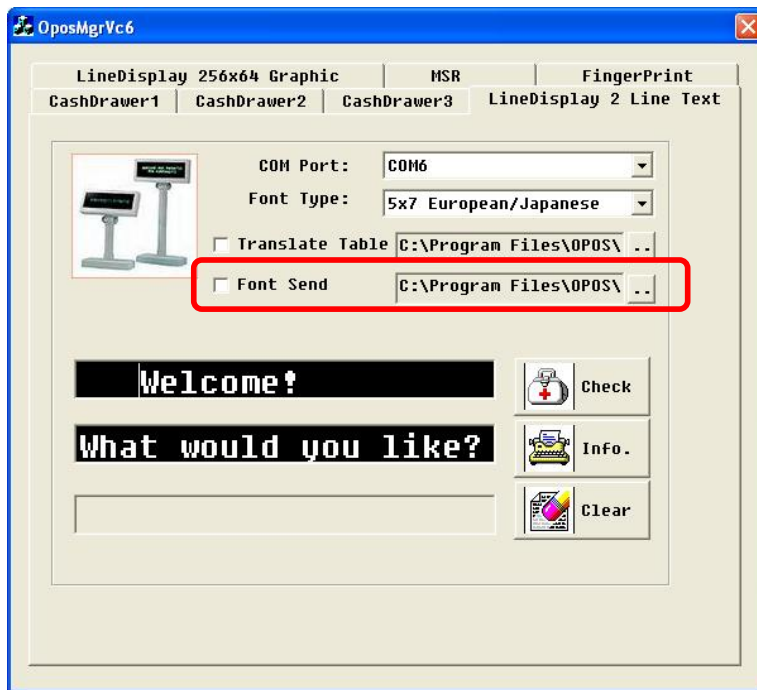 OposMgrVc6
LineDisplay 256x64 Graphic
MSR
FingerPrint
CashDrawer1
CashDrawer2
CashDrawer3
LineDisplay 2 Line Text
COM Port:
COM6
Font Type:
5x7 European/Japanese
Translate Table
C:\Program Files\OPOS\
..
Font Send
C:\Program Files\OPOS\
..
Welcome!
Check
What would you like?
Info.
Clear